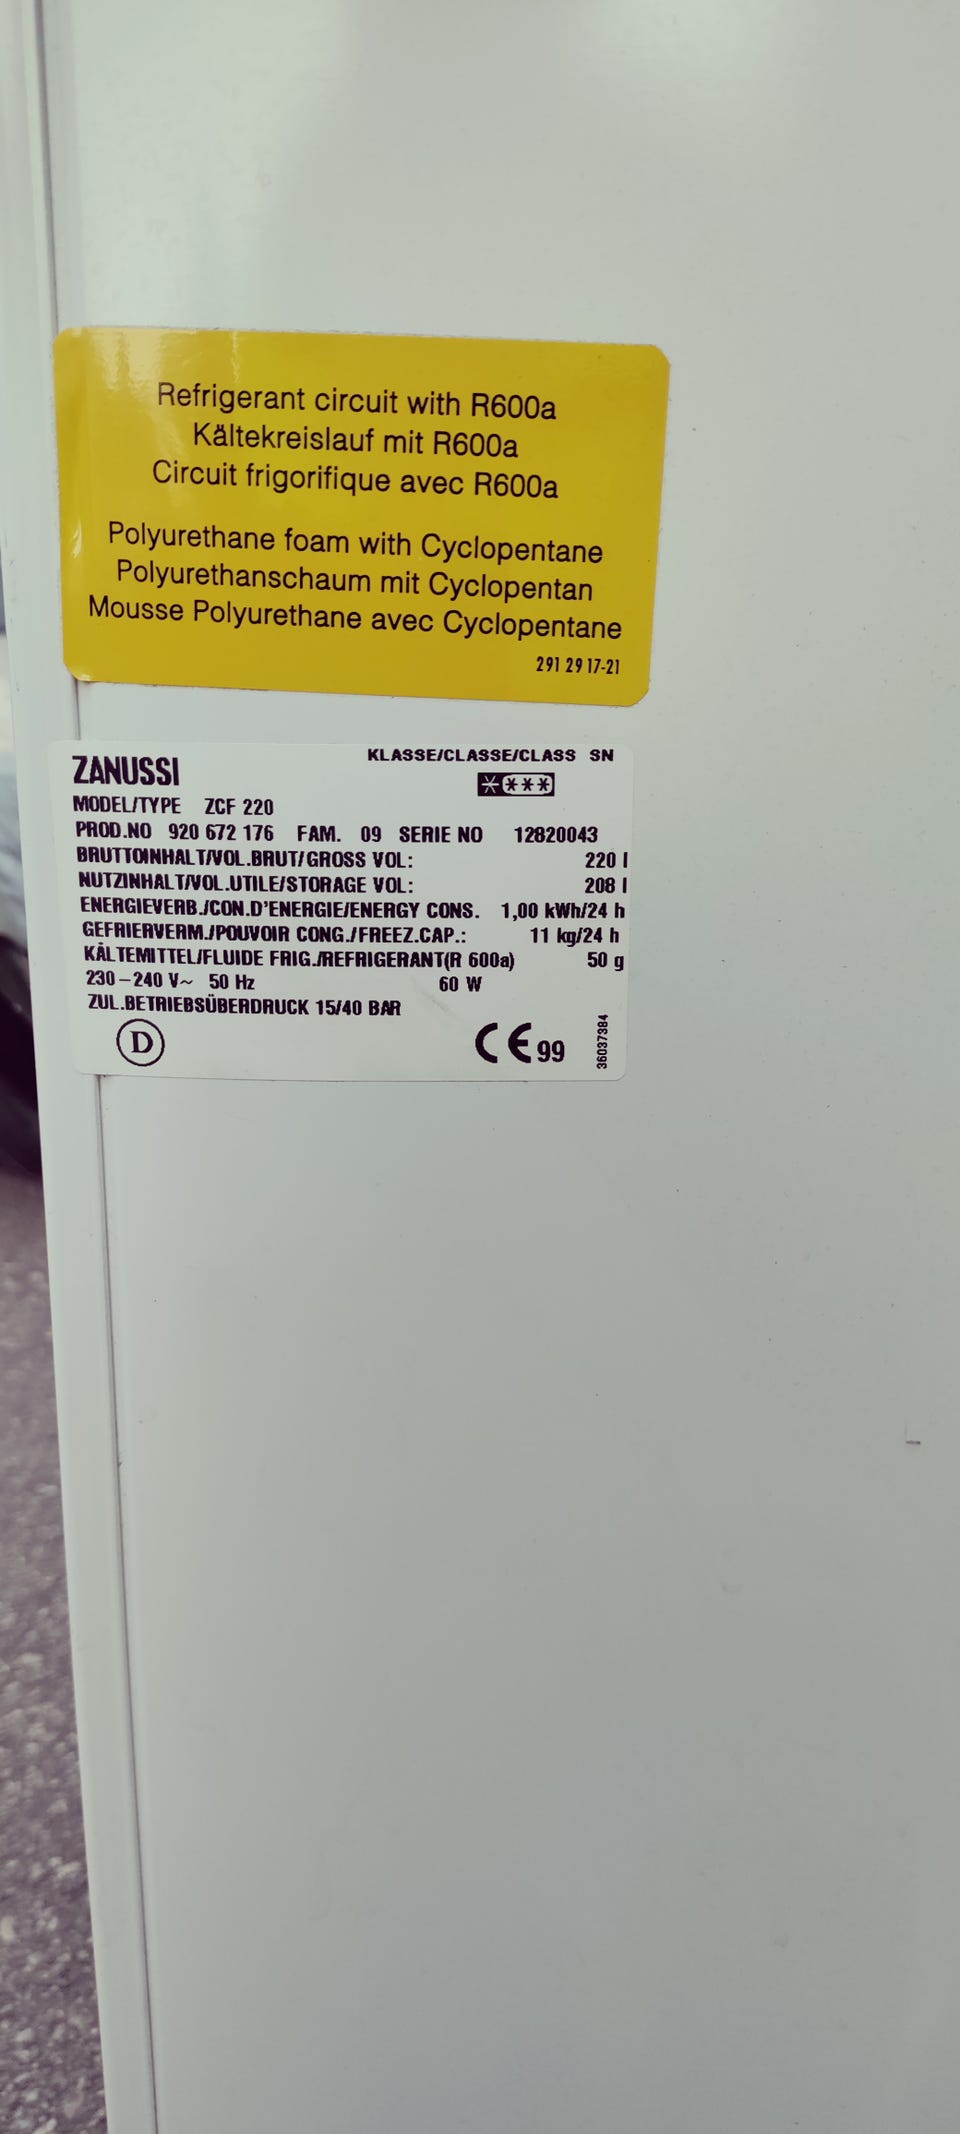 Refrigerant circuit with R600a
Kältekreislauf mit R600a
Circuit frigorifique avec R600a
Polyurethane foam with Cyclopentane
Polyurethanschaum mit Cyclopentan
Mousse Polyurethane avec Cyclopentane
291 29 17-21
ZANUSSI KLASSE/CLASSE/CLASS SN
MODEL/TYPE ZCF 220
PROD.NO 920 672 176 FAM. 09 SERIE NO 12820043
BRUTTOINHALT/VOL.BRUT/GROSS VOL: 220 l
NUTZINHALT/VOL.UTILE/STORAGE VOL: 208 l
ENERGIEVERB./CON.D'ENERGIE/ENERGY CONS. 1,00 kWh/24 h
GEFRIERVERM./POUVOIR CONG./FREEZ.CAP.: 11 kg/24 h
KÄLTEMITTEL/FLUIDE FRIG./REFRIGERANT(R 600a) 50 g
230-240 V~ 50 Hz 60 W
ZUL.BETRIEBSÜBERDRUCK 15/40 BAR
D CE 99 36037384